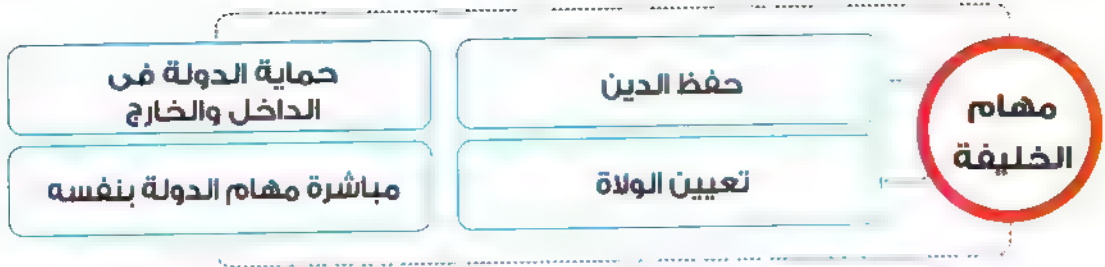 مهام
الخليفة
حفظ الدين
حماية الدولة فى
الداخل والخارج
تعيين الولاة
مباشرة مهام الدولة بنفسه